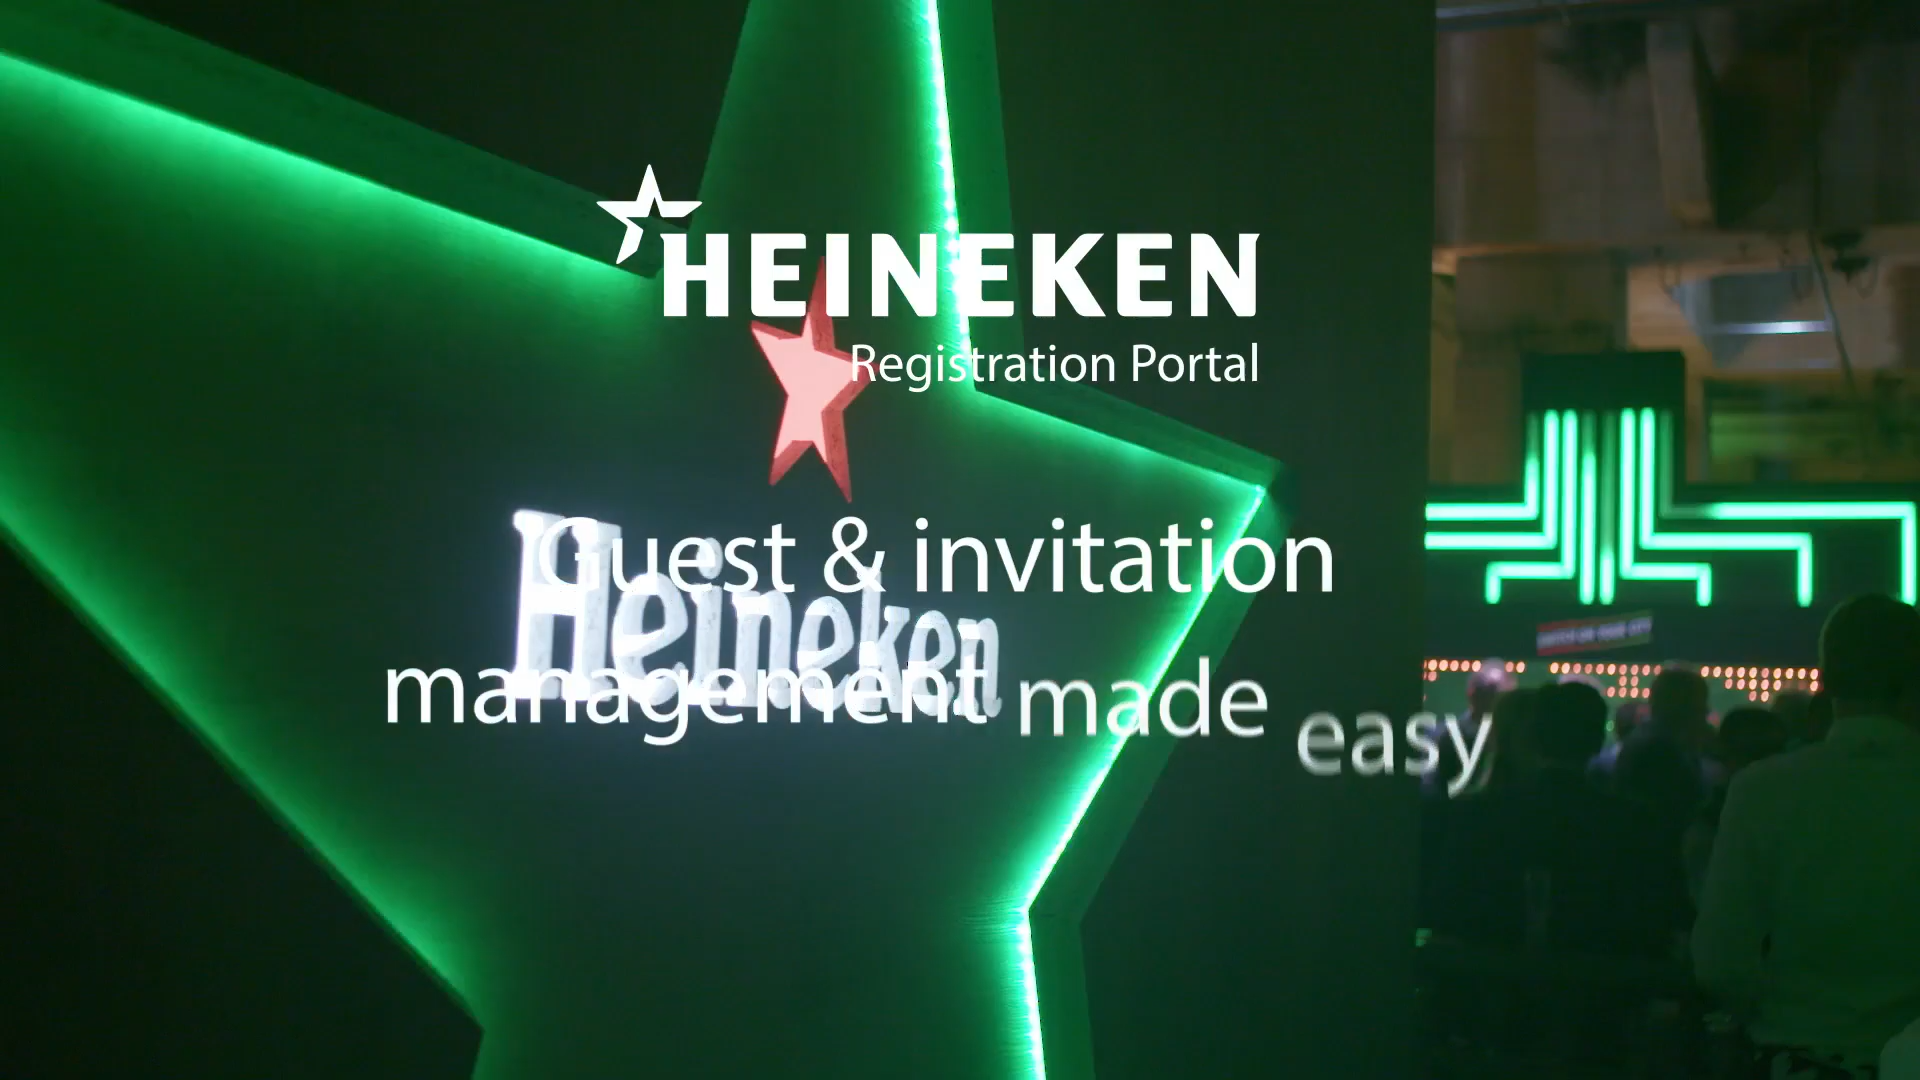 HEINEKEN
Registration Portal
Guest & invitation
Heineken
management made easy